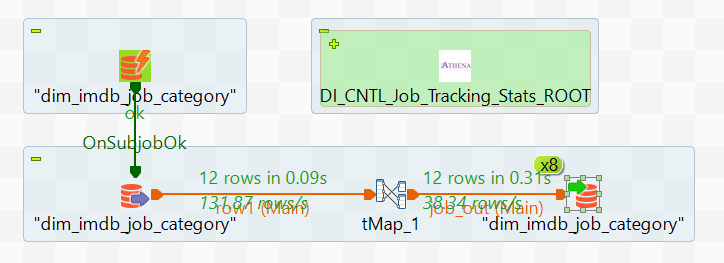 ATHENA
"dim_imdb_job_category"
DI_CNTL_Job_Tracking_Stats_ROOT
ok
OnSubjobOk
x8
12 rows in 0.09s
12 rows in 0.31s
131.87 rows/s
38.34 rows/s
row1 (Main)
job_out (Main)
"dim_imdb_job_category"
tMap_1
"dim_imdb_job_category"